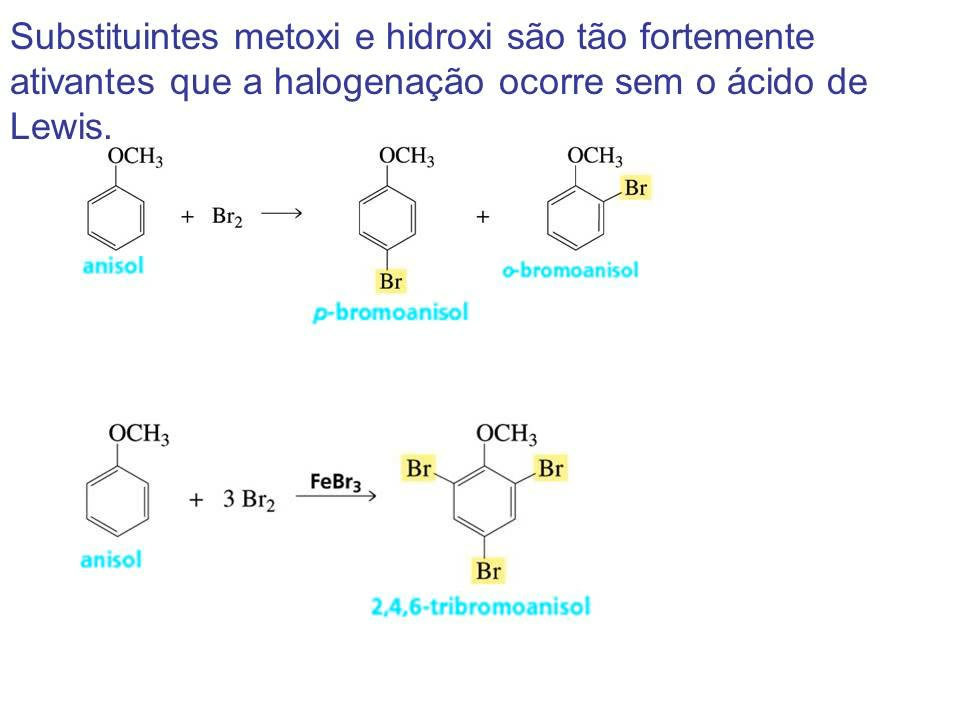 Substituintes metoxi e hidroxi são tão fortemente
ativantes que a halogenação ocorre sem o ácido de
Lewis.
OCH₃ OCH₃ OCH₃
Br
+ Br₂ +
anisol o-bromoanisol
Br
p-bromoanisol
OCH₃ OCH₃
Br Br
FeBr₃
+ 3 Br₂
anisol
Br
2,4,6-tribromoanisol